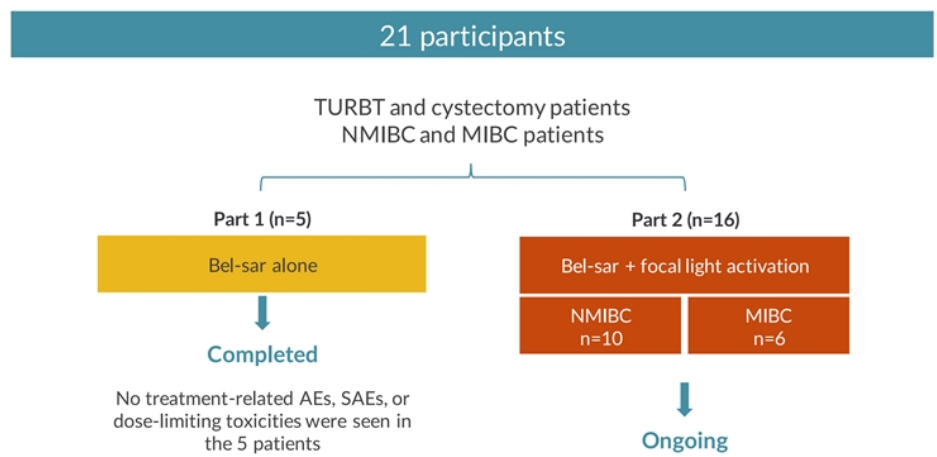 21 participants
TURBT and cystectomy patients
NMIBC and MIBC patients
Part 1 (n=5)
Bel-sar alone
Completed
No treatment-related AEs, SAEs, or
dose-limiting toxicities were seen in
the 5 patients
Part 2 (n=16)
Bel-sar + focal light activation
NMIBC
n=10
MIBC
n=6
Ongoing